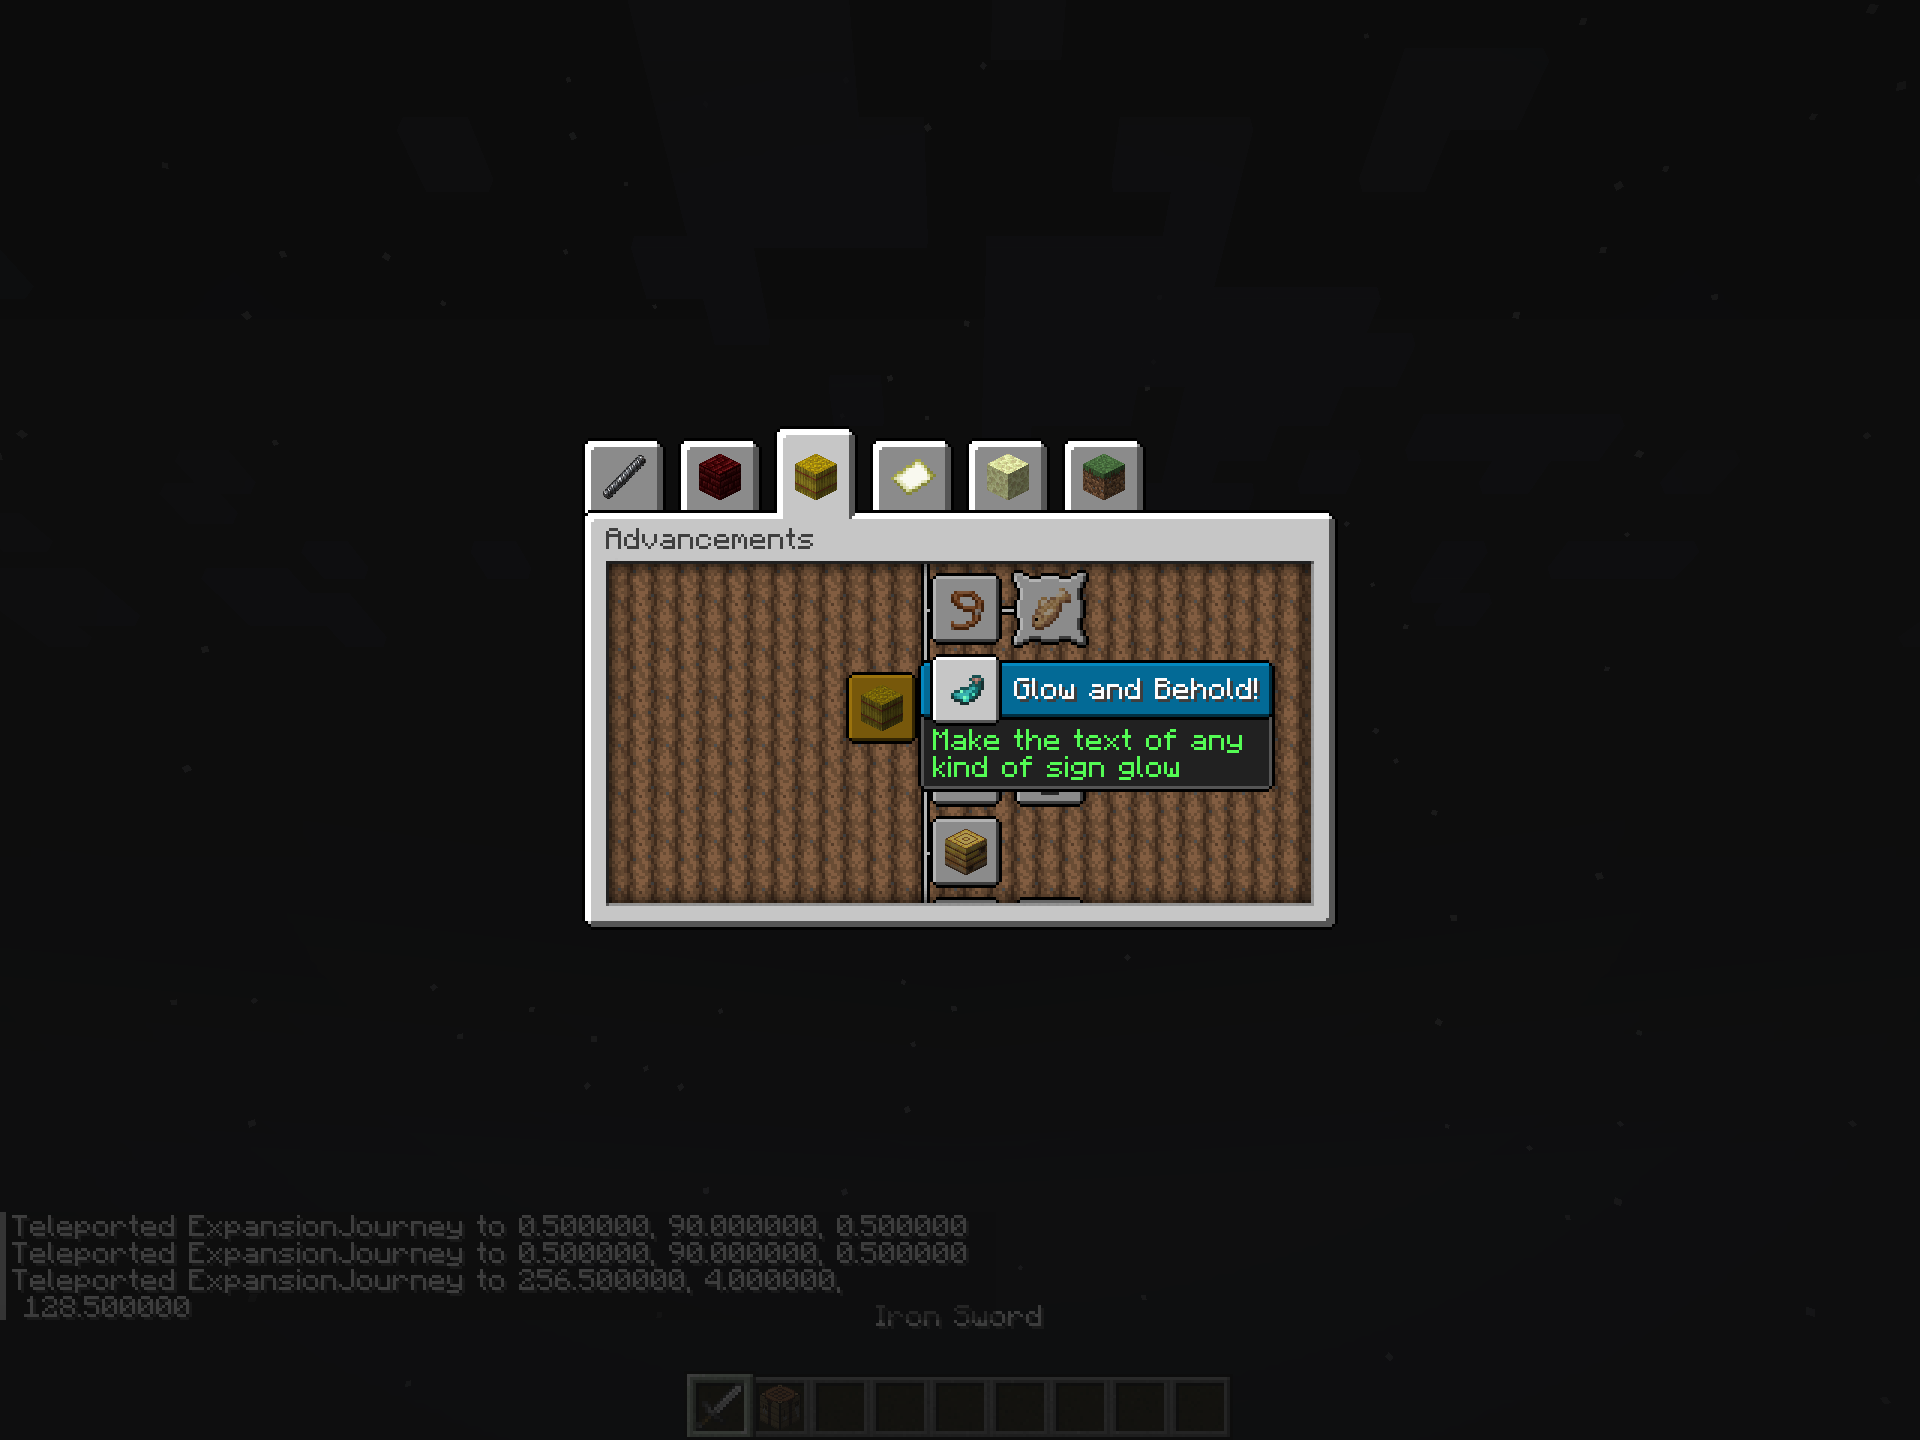 Advancements
Glow and Behold!
Make the text of any
kind of sign glow
Teleported ExpansionJourney to 0.500000, 90.000000, 0.500000
Teleported ExpansionJourney to 0.500000, 90.000000, 0.500000
Teleported ExpansionJourney to 256.500000, 4.000000,
128.500000
Iron Sword